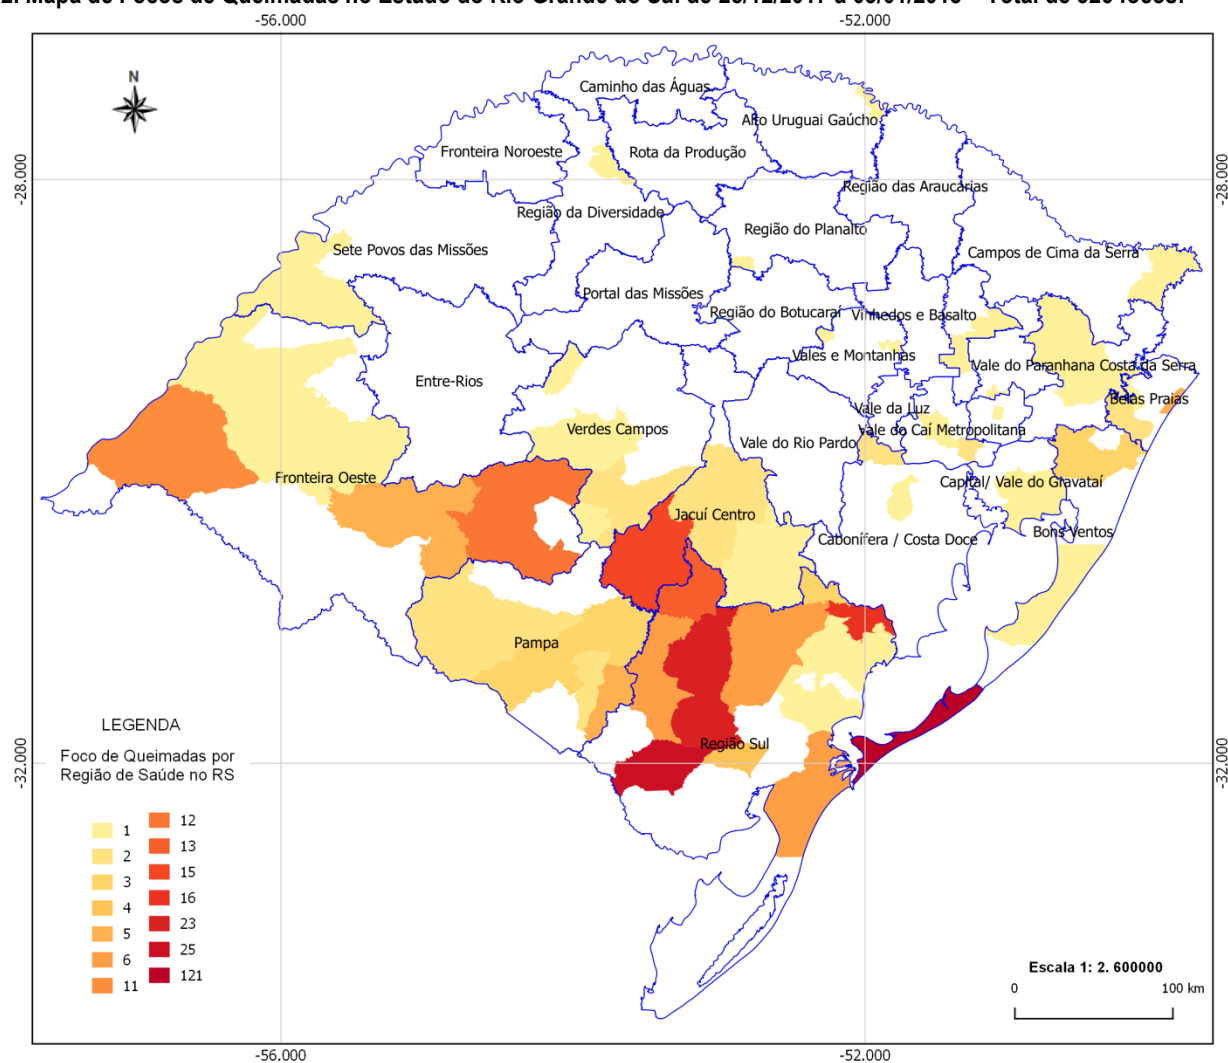 -56.000
-52.000
N
Caminho das Águas
Alto Uruguai Gaúcho
Fronteira Noroeste
Rota da Produção
-28.000
-28.000
Região das Araucárias
Região da Diversidade
Região do Planalto
Sete Povos das Missões
Campos de Cima da Serra
Portal das Missões
Região do Botucaraí
Vinhedos e Basalto
Vales e Montanhas
Vale do Paranhana Costa da Serra
Entre-Rios
Belas Praias
Vale da Luz
Verdes Campos
Vale do Caí Metropolitana
Vale do Rio Pardo
Fronteira Oeste
Capital/ Vale do Gravataí
Jacuí Centro
Bons Ventos
Cabonífera / Costa Doce
Pampa
Região Sul
LEGENDA
Foco de Queimadas por
Região de Saúde no RS
-32.000
-32.000
1
2
3
4
5
6
11
12
13
15
16
23
25
121
Escala 1: 2. 600000
0 100 km
-56.000
-52.000